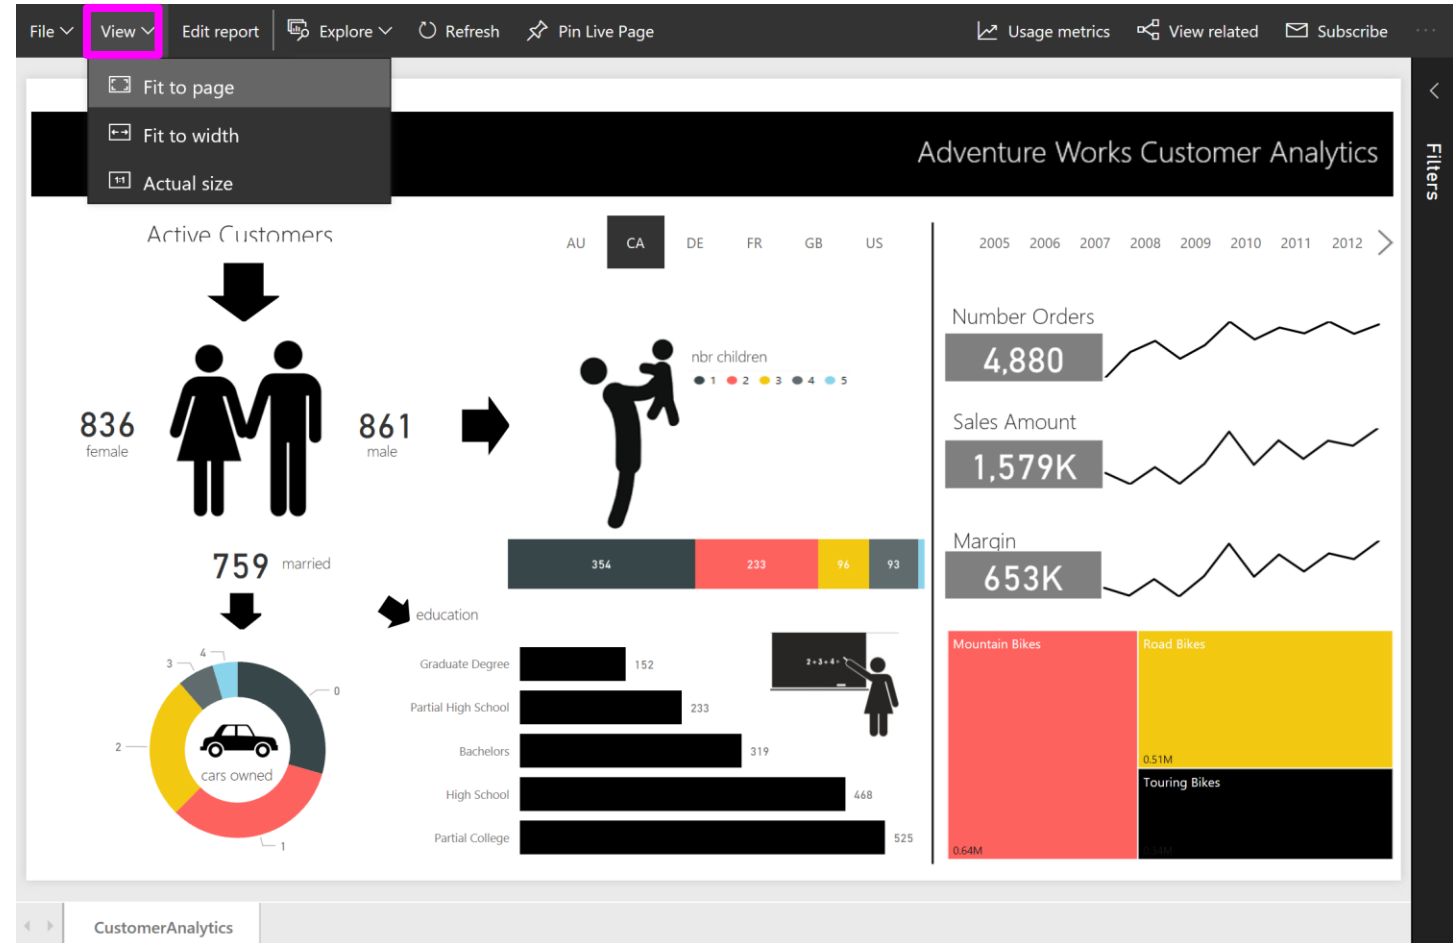 File View Edit report Explore Refresh Pin Live Page Usage metrics View related Subscribe
Fit to page
Fit to width
Actual size
Adventure Works Customer Analytics
Filters
Active Customers
AU CA DE FR GB US
2005 2006 2007 2008 2009 2010 2011 2012
836
female
861
male
nbr children
1 2 3 4 5
Number Orders
4,880
Sales Amount
1,579K
Margin
653K
759 married
354 233 96 93
education
Graduate Degree 152
Partial High School 233
Bachelors 319
High School 468
Partial College 525
2+3+4=
4
3
0
2
cars owned
1
Mountain Bikes
0.64M
Road Bikes
0.51M
Touring Bikes
0.34M
CustomerAnalytics